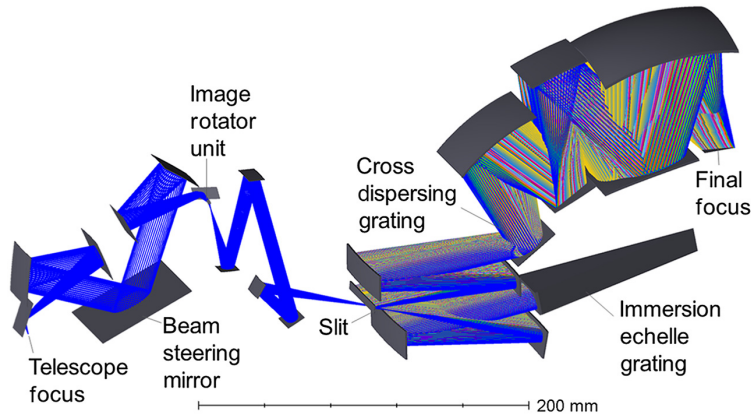 Image
rotator
unit
Cross
dispersing
grating
Final
focus
Slit
Immersion
echelle
grating
Telescope
focus
Beam
steering
mirror
200 mm